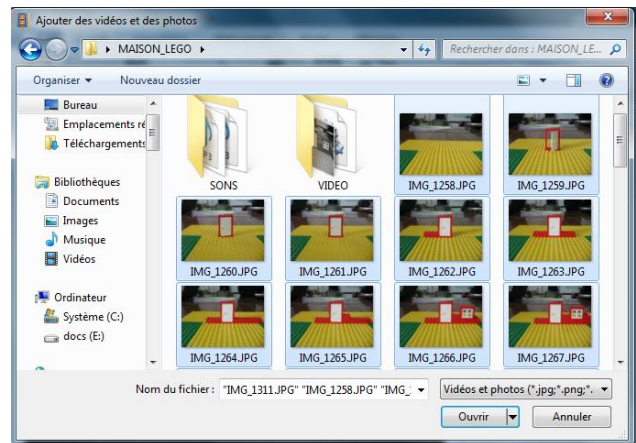 Ajouter des vidéos et des photos
MAISON_LEGO
Rechercher dans : MAISON_LE...
Organiser
Nouveau dossier
Bureau
Emplacements ré
Téléchargements
Bibliothèques
Documents
Images
Musique
Vidéos
Ordinateur
Système (C:)
docs (E:)
SONS
VIDEO
IMG_1258.JPG
IMG_1259.JPG
IMG_1260.JPG
IMG_1261.JPG
IMG_1262.JPG
IMG_1263.JPG
IMG_1264.JPG
IMG_1265.JPG
IMG_1266.JPG
IMG_1267.JPG
Nom du fichier : "IMG_1311.JPG" "IMG_1258.JPG" "IMG_:
Vidéos et photos (*.jpg;*.png;*.
Ouvrir
Annuler